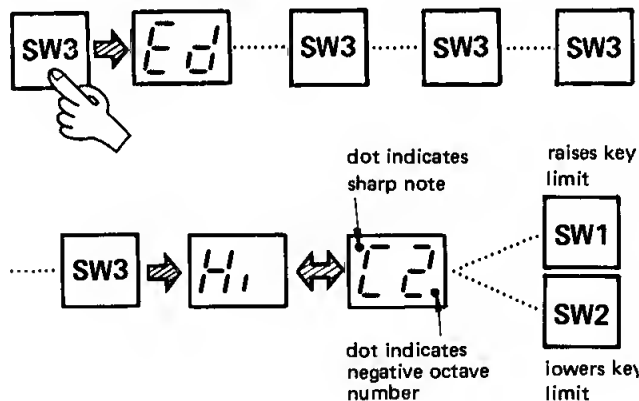 SW3 Ed SW3 SW3 SW3
dot indicates
sharp note
raises key
limit
SW3 Hi C2 SW1
SW2
dot indicates
negative octave
number
lowers key
limit